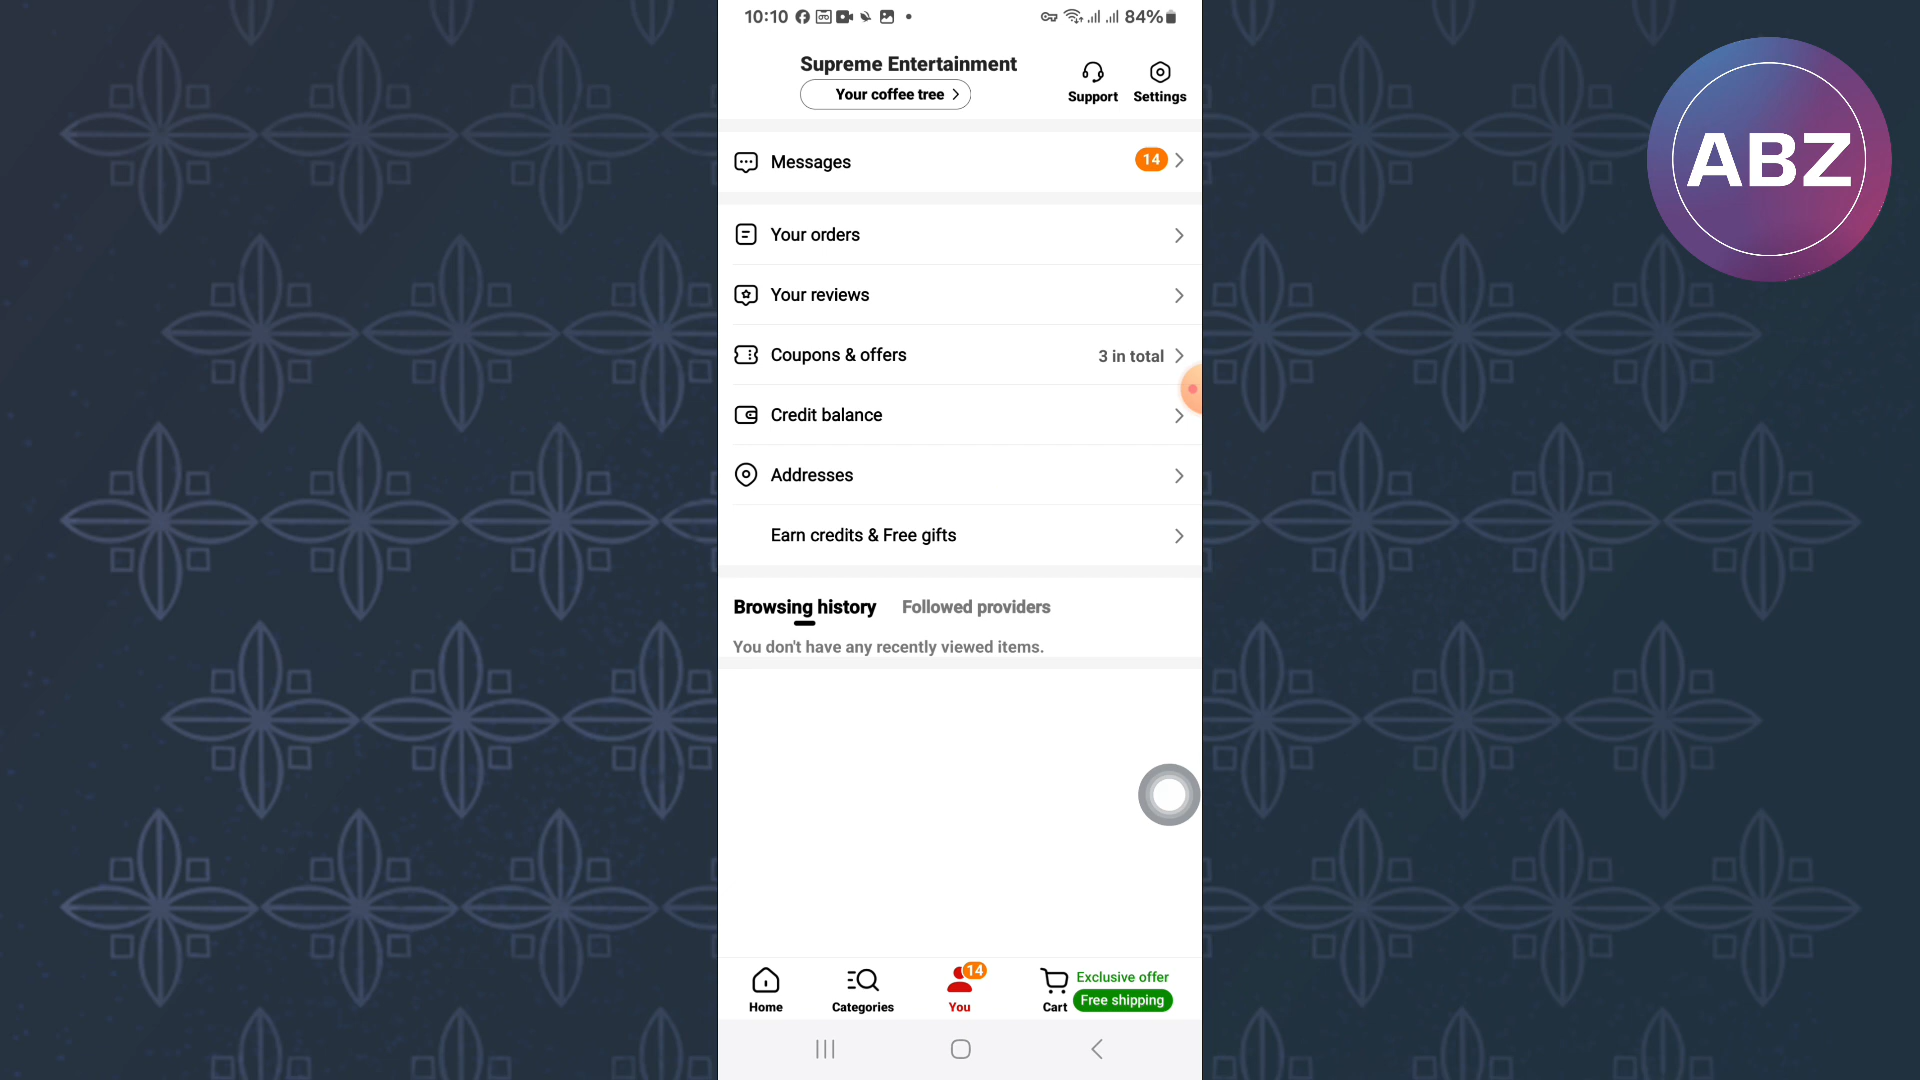 10:10
84%
Supreme Entertainment
Your coffee tree
Support
Settings
Messages
14
Your orders
Your reviews
Coupons & offers
3 in total
Credit balance
Addresses
Earn credits & Free gifts
Browsing history
Followed providers
You don't have any recently viewed items.
Home
Categories
14
You
Cart
Exclusive offer
Free shipping
ABZ